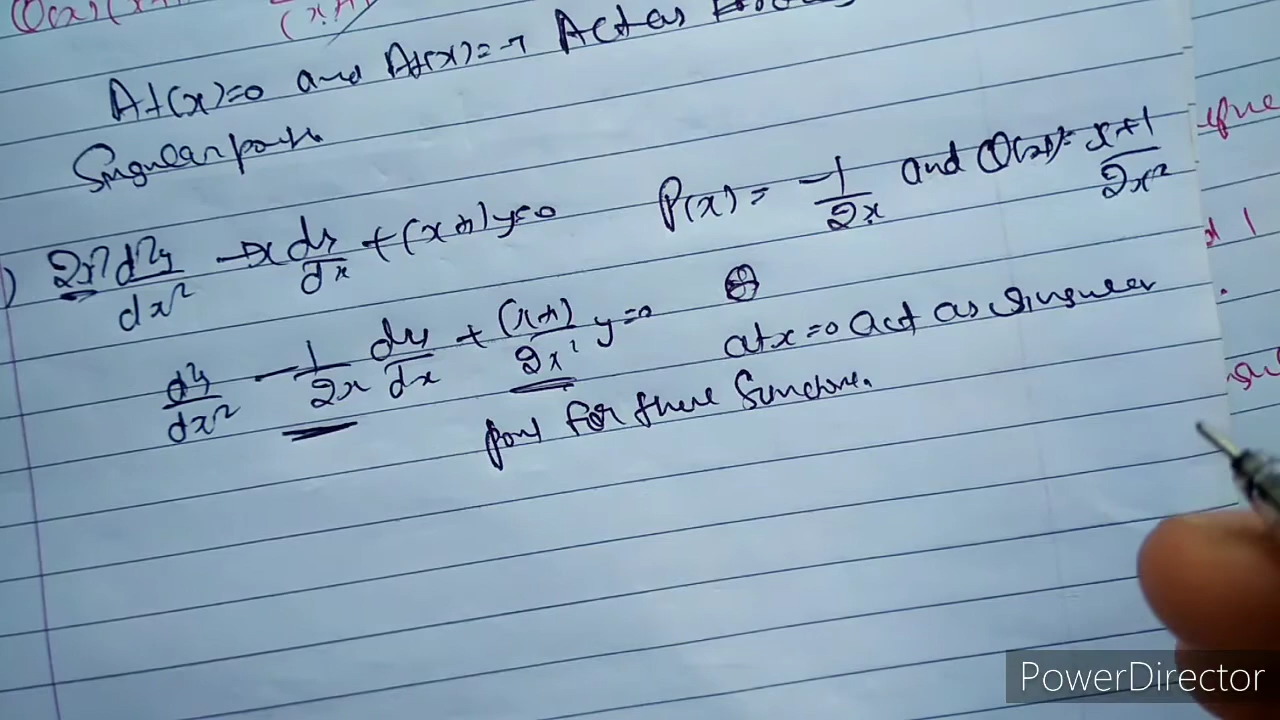 At(x)=0 and At(x)=-1 Act as
Singular point.
2x² d²y/dx² - x dy/dx + (x+1)y=0 P(x) = -1/2x and Q(x) = x+1/2x²
d²y/dx² - 1/2x dy/dx + (x+1)/2x² y=0
at x=0 act as singuler
point for there functions.
PowerDirector